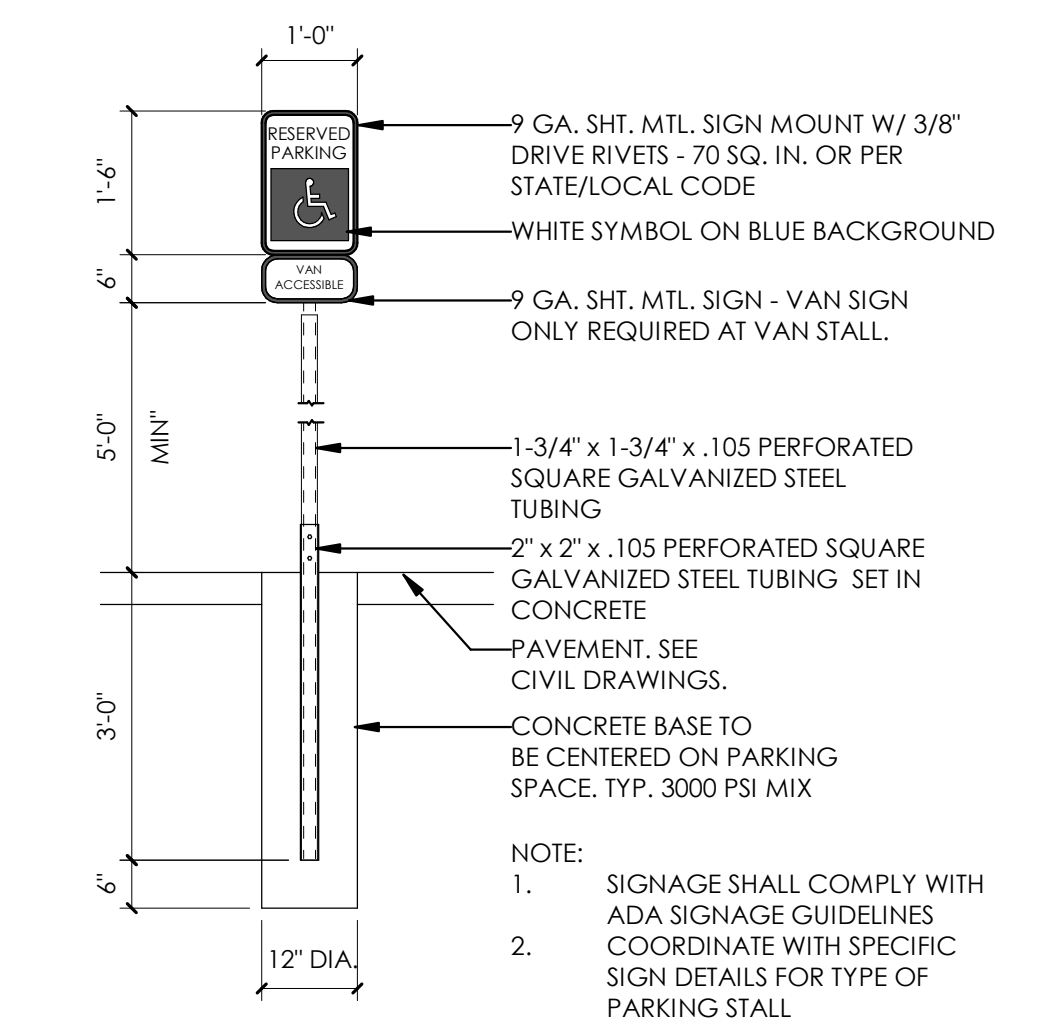 1'-0"
RESERVED
PARKING
9 GA. SHT. MTL. SIGN MOUNT W/ 3/8"
DRIVE RIVETS - 70 SQ. IN. OR PER
STATE/LOCAL CODE
1'-6"
WHITE SYMBOL ON BLUE BACKGROUND
VAN
ACCESSIBLE
6"
9 GA. SHT. MTL. SIGN - VAN SIGN
ONLY REQUIRED AT VAN STALL.
5'-0"
MIN"
1-3/4" x 1-3/4" x .105 PERFORATED
SQUARE GALVANIZED STEEL
TUBING
2" x 2" x .105 PERFORATED SQUARE
GALVANIZED STEEL TUBING SET IN
CONCRETE
PAVEMENT. SEE
CIVIL DRAWINGS.
3'-0"
CONCRETE BASE TO
BE CENTERED ON PARKING
SPACE. TYP. 3000 PSI MIX
6"
12" DIA.
NOTE:
1. SIGNAGE SHALL COMPLY WITH
ADA SIGNAGE GUIDELINES
2. COORDINATE WITH SPECIFIC
SIGN DETAILS FOR TYPE OF
PARKING STALL